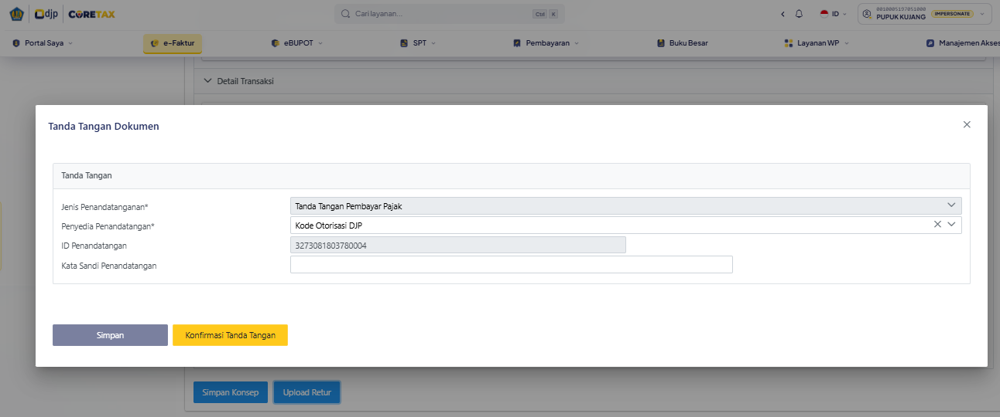 djp CORETAX Cari layanan... Ctrl K ID 0010005197051000
PUPUK KUJANG IMPERSONATE
Portal Saya e-Faktur eBUPOT SPT Pembayaran Buku Besar Layanan WP Manajemen Akses
Detail Transaksi
Tanda Tangan Dokumen
Tanda Tangan
Jenis Penandatanganan* Tanda Tangan Pembayar Pajak
Penyedia Penandatangan* Kode Otorisasi DJP
ID Penandatangan 3273081803780004
Kata Sandi Penandatangan
Simpan Konfirmasi Tanda Tangan
Simpan Konsep Upload Retur